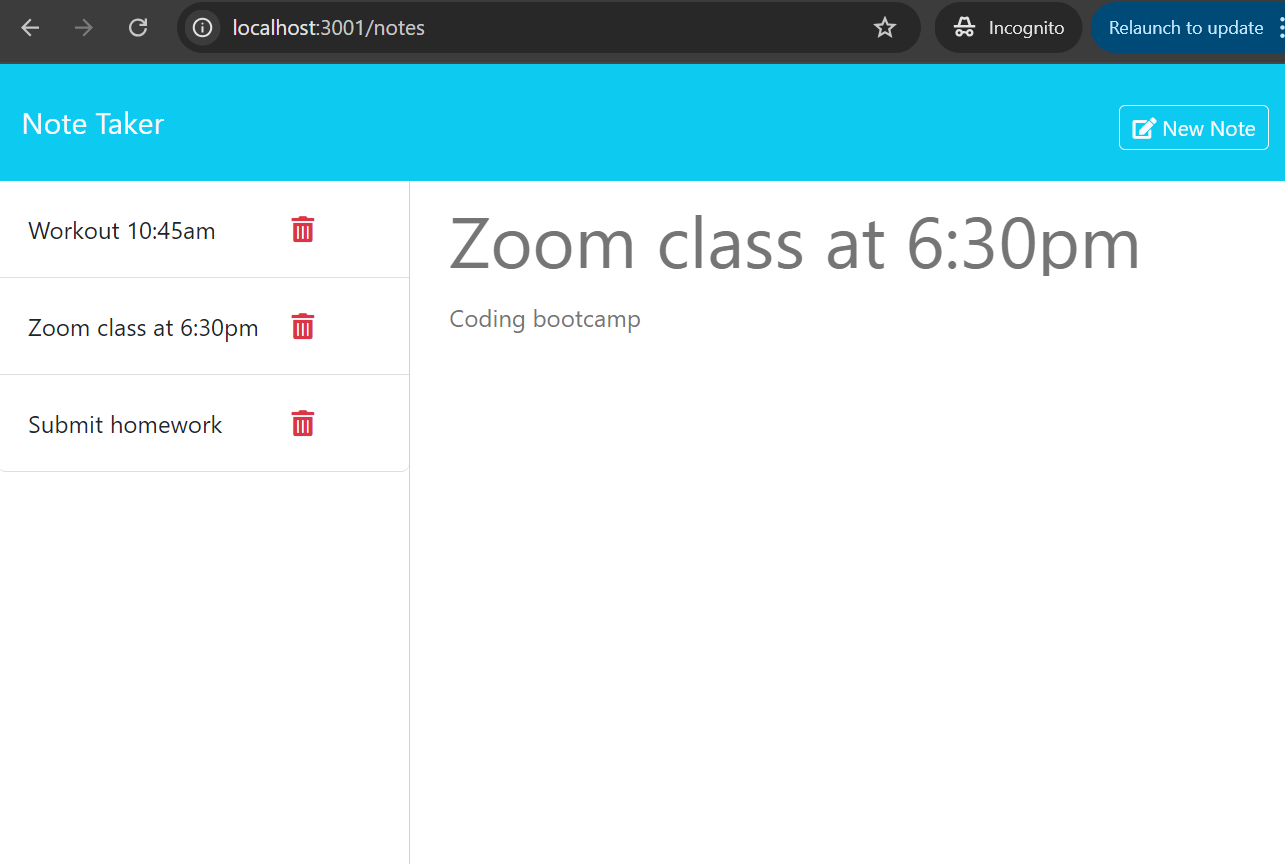 localhost:3001/notes
Incognito
Relaunch to update
Note Taker
New Note
Workout 10:45am
Zoom class at 6:30pm
Submit homework
Zoom class at 6:30pm
Coding bootcamp